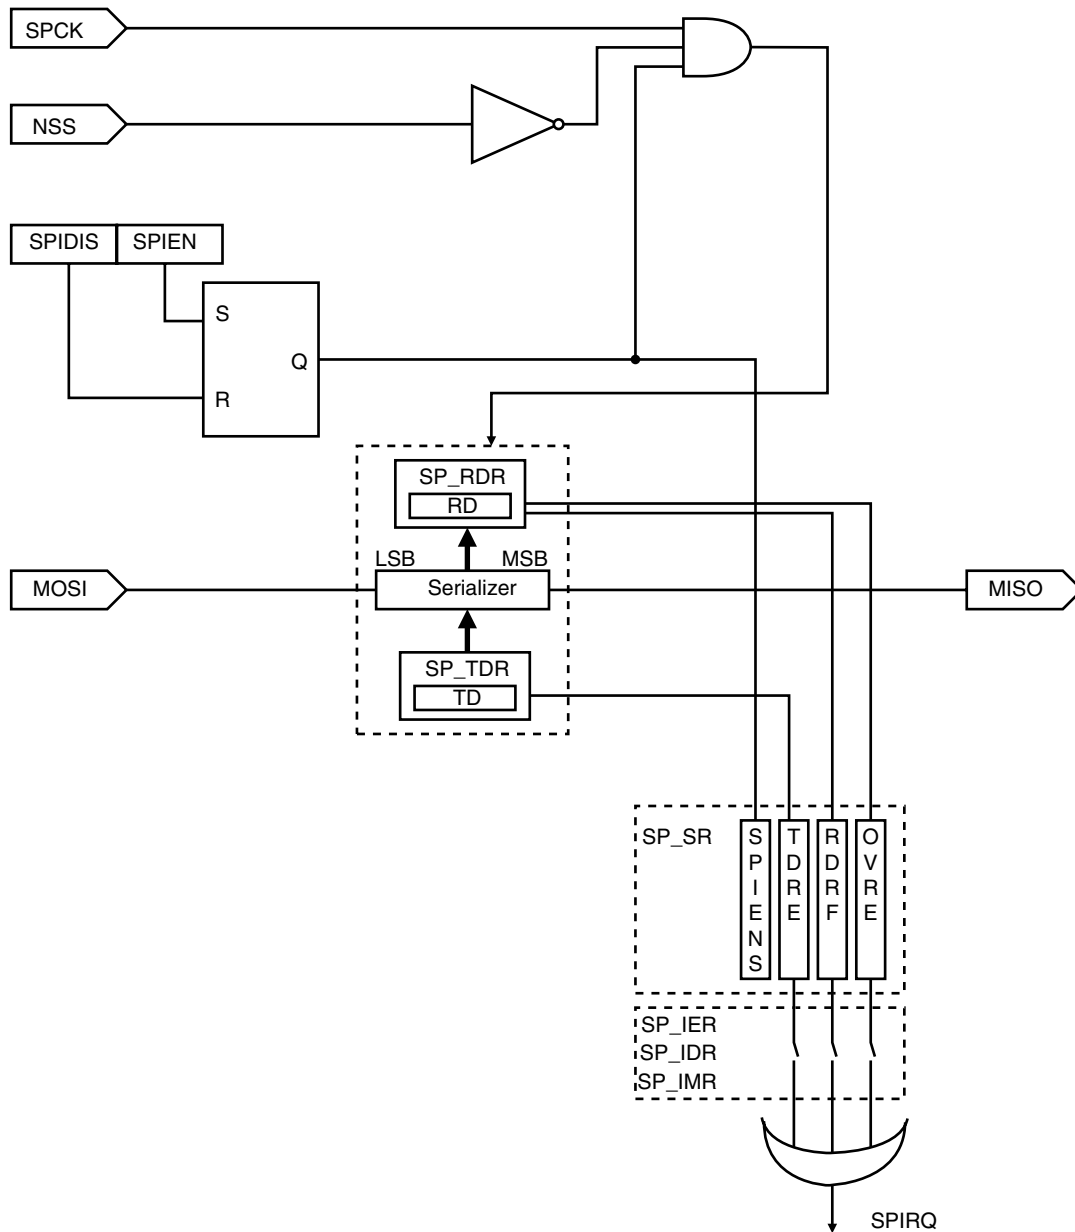 SPCK
NSS
SPIDIS SPIEN
S
Q
R
SP_RDR
RD
LSB MSB
MOSI Serializer MISO
SP_TDR
TD
SP_SR
SPIENS
TDRE
RDRF
OVRE
SP_IER
SP_IDR
SP_IMR
SPIRQ